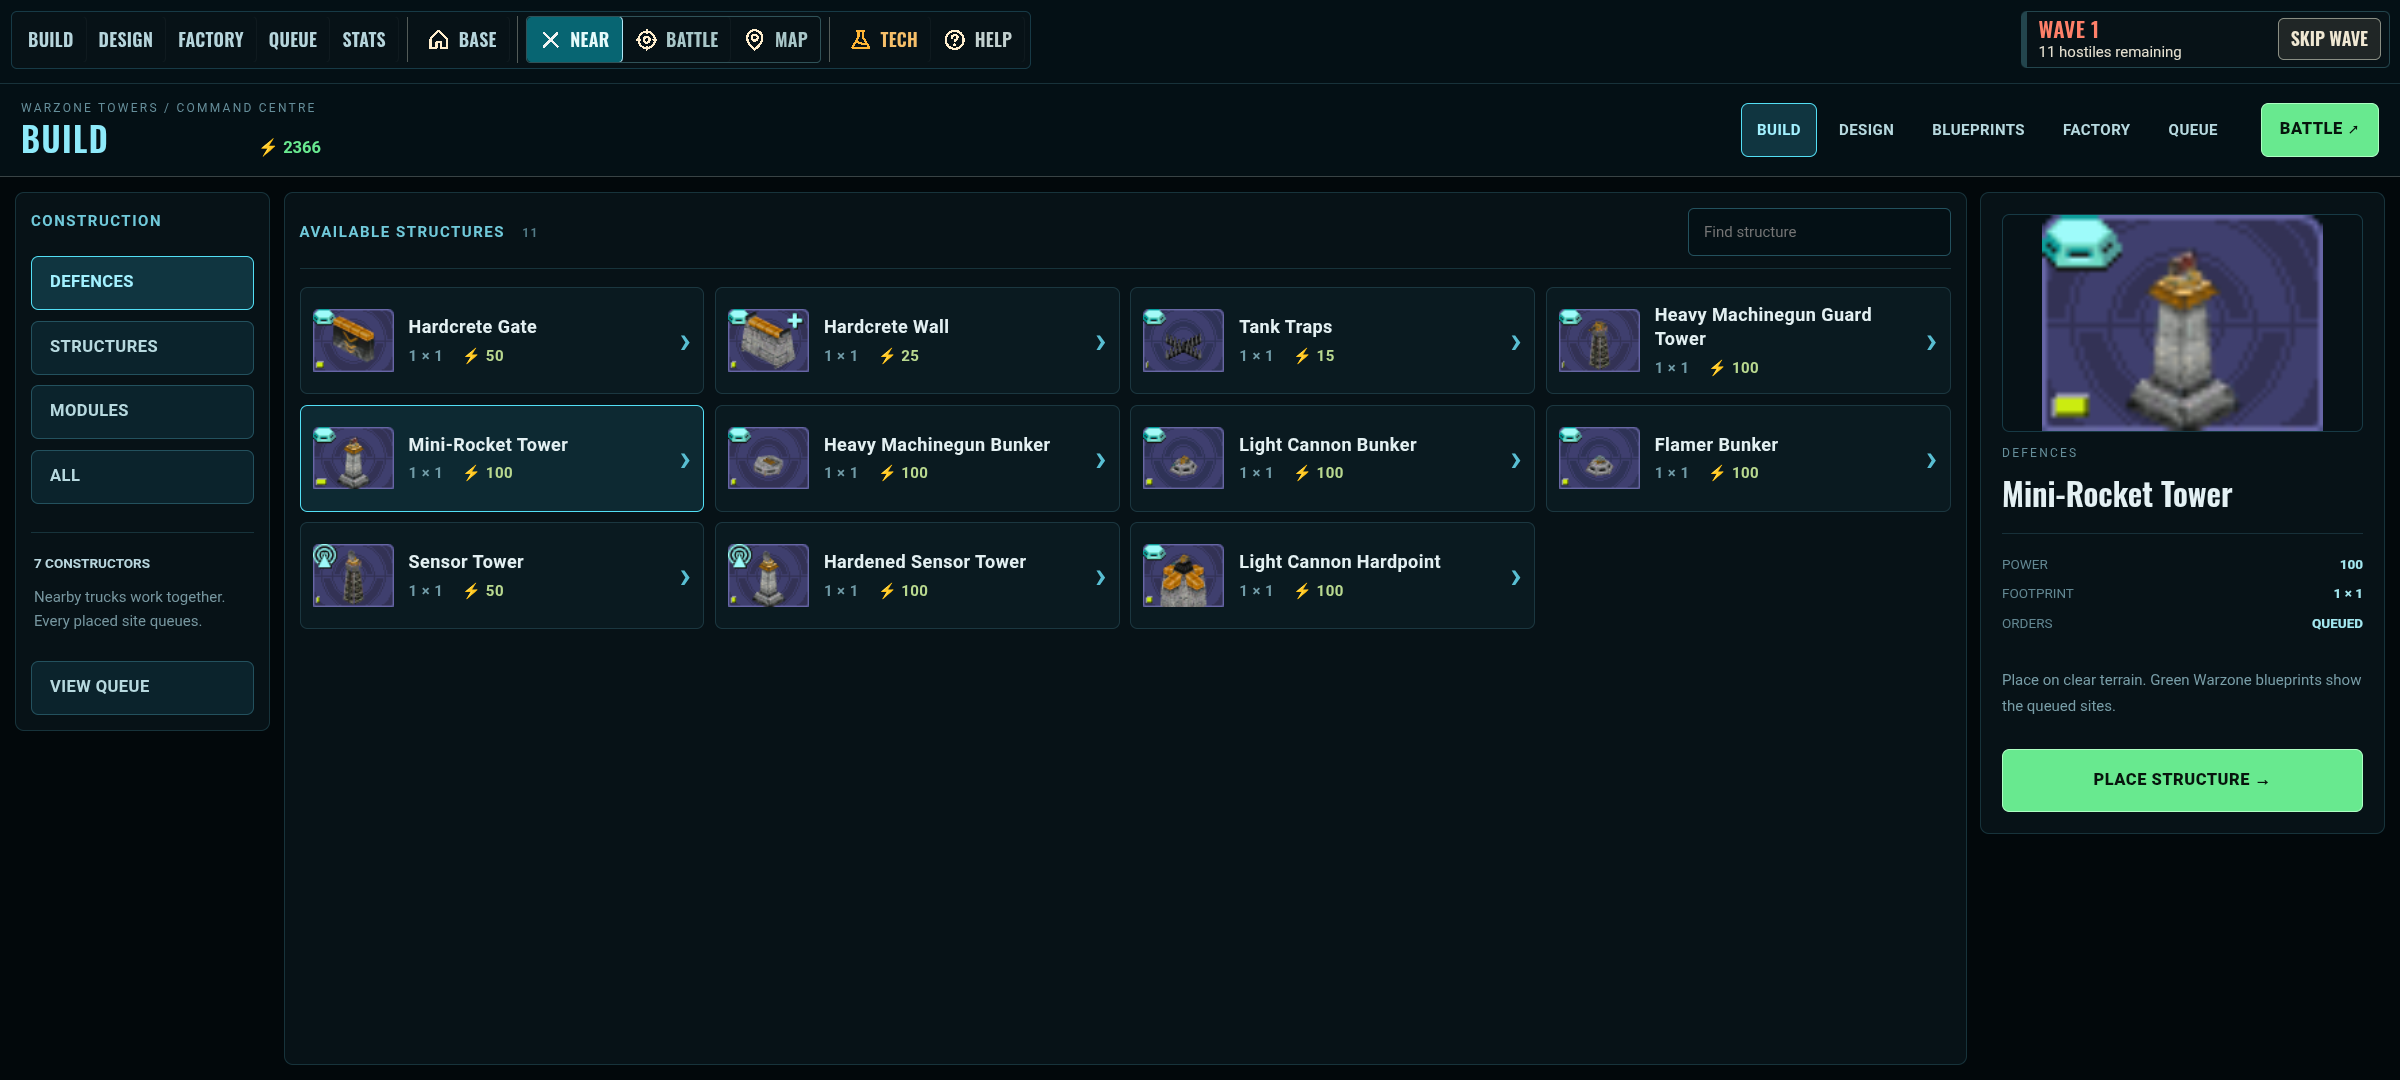 BUILD DESIGN FACTORY QUEUE STATS BASE NEAR BATTLE MAP TECH HELP
WAVE 1
11 hostiles remaining
SKIP WAVE
WARZONE TOWERS / COMMAND CENTRE
BUILD
⚡ 2366
BUILD DESIGN BLUEPRINTS FACTORY QUEUE BATTLE ↗
CONSTRUCTION
DEFENCES
STRUCTURES
MODULES
ALL
7 CONSTRUCTORS
Nearby trucks work together.
Every placed site queues.
VIEW QUEUE
AVAILABLE STRUCTURES 11
Find structure
Hardcrete Gate
1 × 1 ⚡ 50
Hardcrete Wall
1 × 1 ⚡ 25
Tank Traps
1 × 1 ⚡ 15
Heavy Machinegun Guard
Tower
1 × 1 ⚡ 100
Mini-Rocket Tower
1 × 1 ⚡ 100
Heavy Machinegun Bunker
1 × 1 ⚡ 100
Light Cannon Bunker
1 × 1 ⚡ 100
Flamer Bunker
1 × 1 ⚡ 100
Sensor Tower
1 × 1 ⚡ 50
Hardened Sensor Tower
1 × 1 ⚡ 100
Light Cannon Hardpoint
1 × 1 ⚡ 100
DEFENCES
Mini-Rocket Tower
POWER 100
FOOTPRINT 1 × 1
ORDERS QUEUED
Place on clear terrain. Green Warzone blueprints show
the queued sites.
PLACE STRUCTURE →